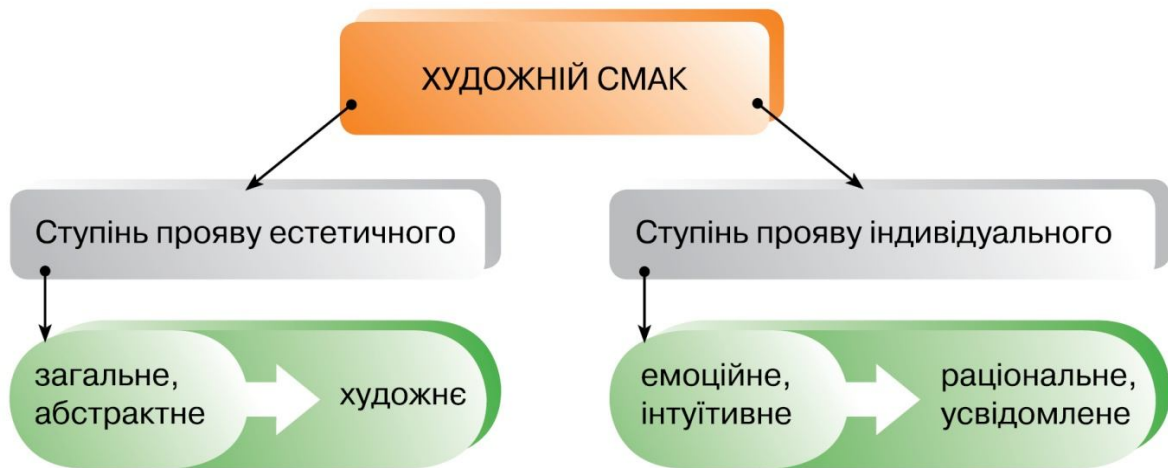 ХУДОЖНІЙ СМАК
Ступінь прояву естетичного
Ступінь прояву індивідуального
загальне,
абстрактне
художнє
емоційне,
інтуїтивне
раціональне,
усвідомлене